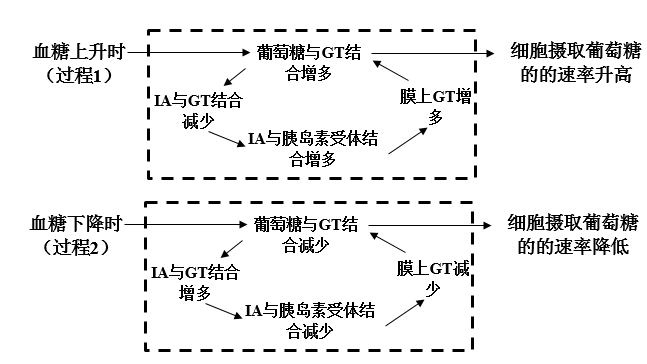 血糖上升时
（过程1）
葡萄糖与GT结
合增多
细胞摄取葡萄糖
的的速率升高
IA与GT结合
减少
膜上GT增
多
IA与胰岛素受体结
合增多
血糖下降时
（过程2）
葡萄糖与GT结
合减少
细胞摄取葡萄糖
的的速率降低
IA与GT结合
增多
膜上GT减
少
IA与胰岛素受体结
合减少